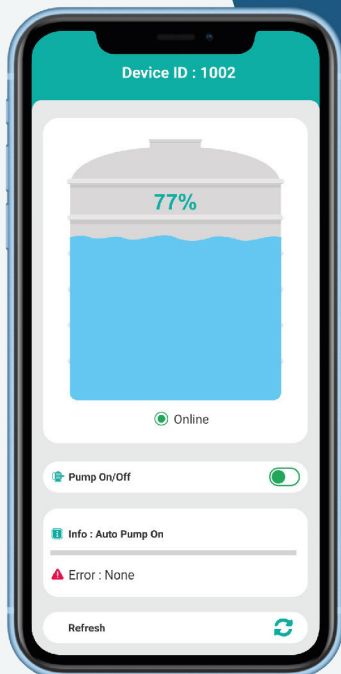 Device ID : 1002
77%
Online
Pump On/Off
Info : Auto Pump On
Error : None
Refresh